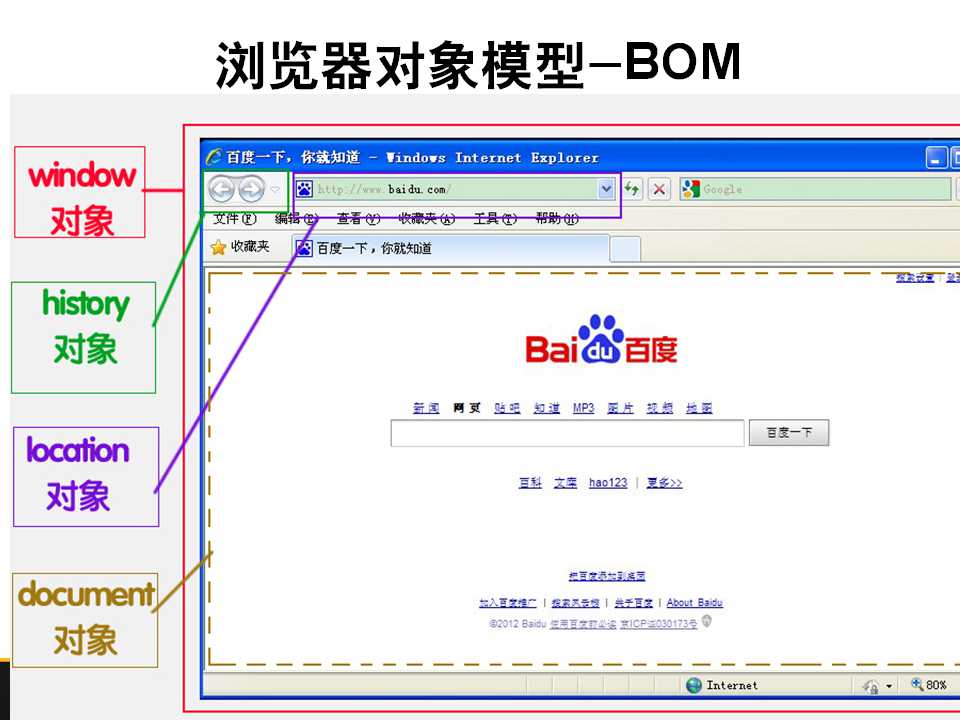 浏览器对象模型–BOM
window
对象
history
对象
location
对象
document
对象
百度一下，你就知道 - Windows Internet Explorer
http://www.baidu.com/
Google
文件(F) 编辑(E) 查看(V) 收藏夹(A) 工具(T) 帮助(H)
收藏夹
百度一下，你就知道
搜索设置 |
Bai du 百度
新闻 网页 贴吧 知道 MP3 图片 视频 地图
百度一下
百科 文库 hao123 | 更多>>
把百度添加到桌面
加入百度推广 | 搜索风云榜 | 关于百度 | About Baidu
©2012 Baidu 使用百度前必读 京ICP证030173号
Internet
80%